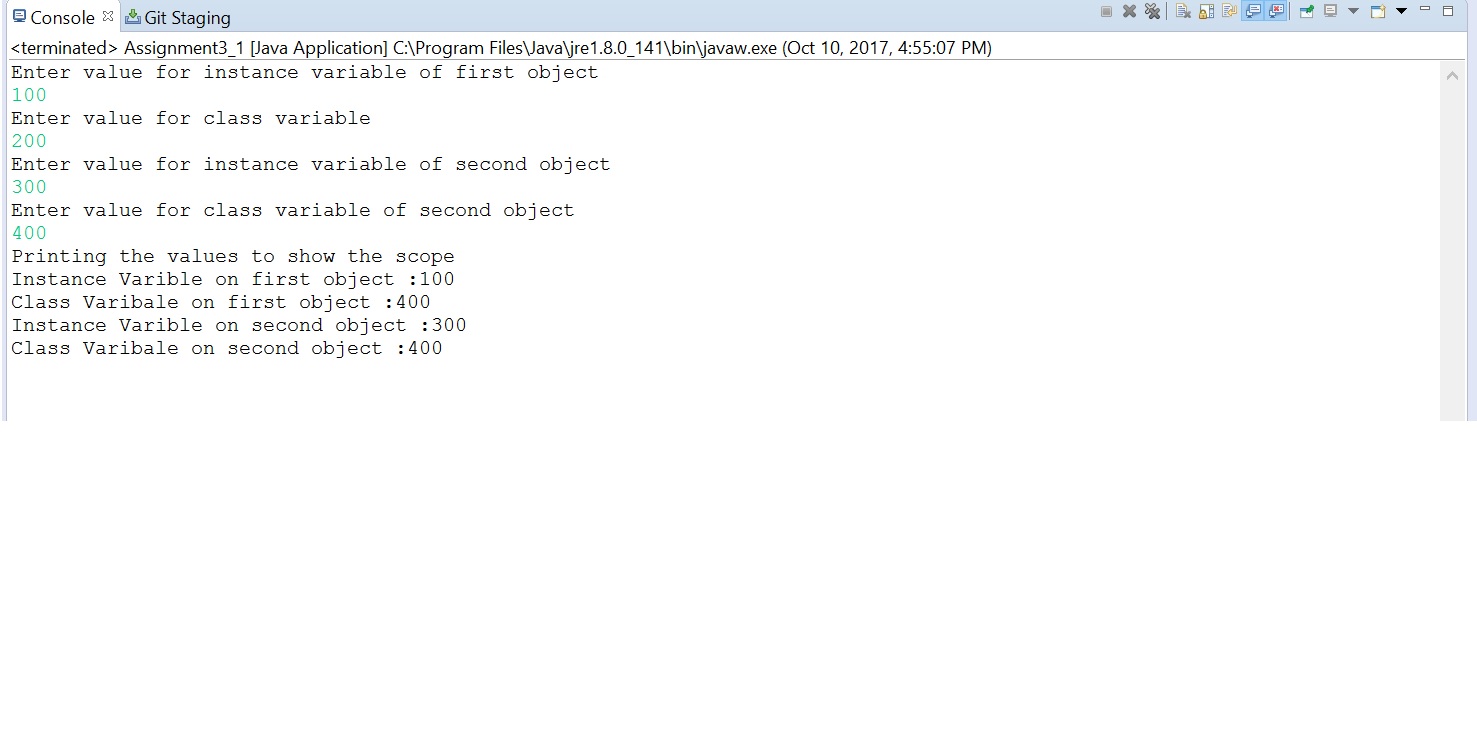 Console Git Staging
<terminated> Assignment3_1 [Java Application] C:\Program Files\Java\jre1.8.0_141\bin\javaw.exe (Oct 10, 2017, 4:55:07 PM)
Enter value for instance variable of first object
100
Enter value for class variable
200
Enter value for instance variable of second object
300
Enter value for class variable of second object
400
Printing the values to show the scope
Instance Varible on first object :100
Class Varibale on first object :400
Instance Varible on second object :300
Class Varibale on second object :400